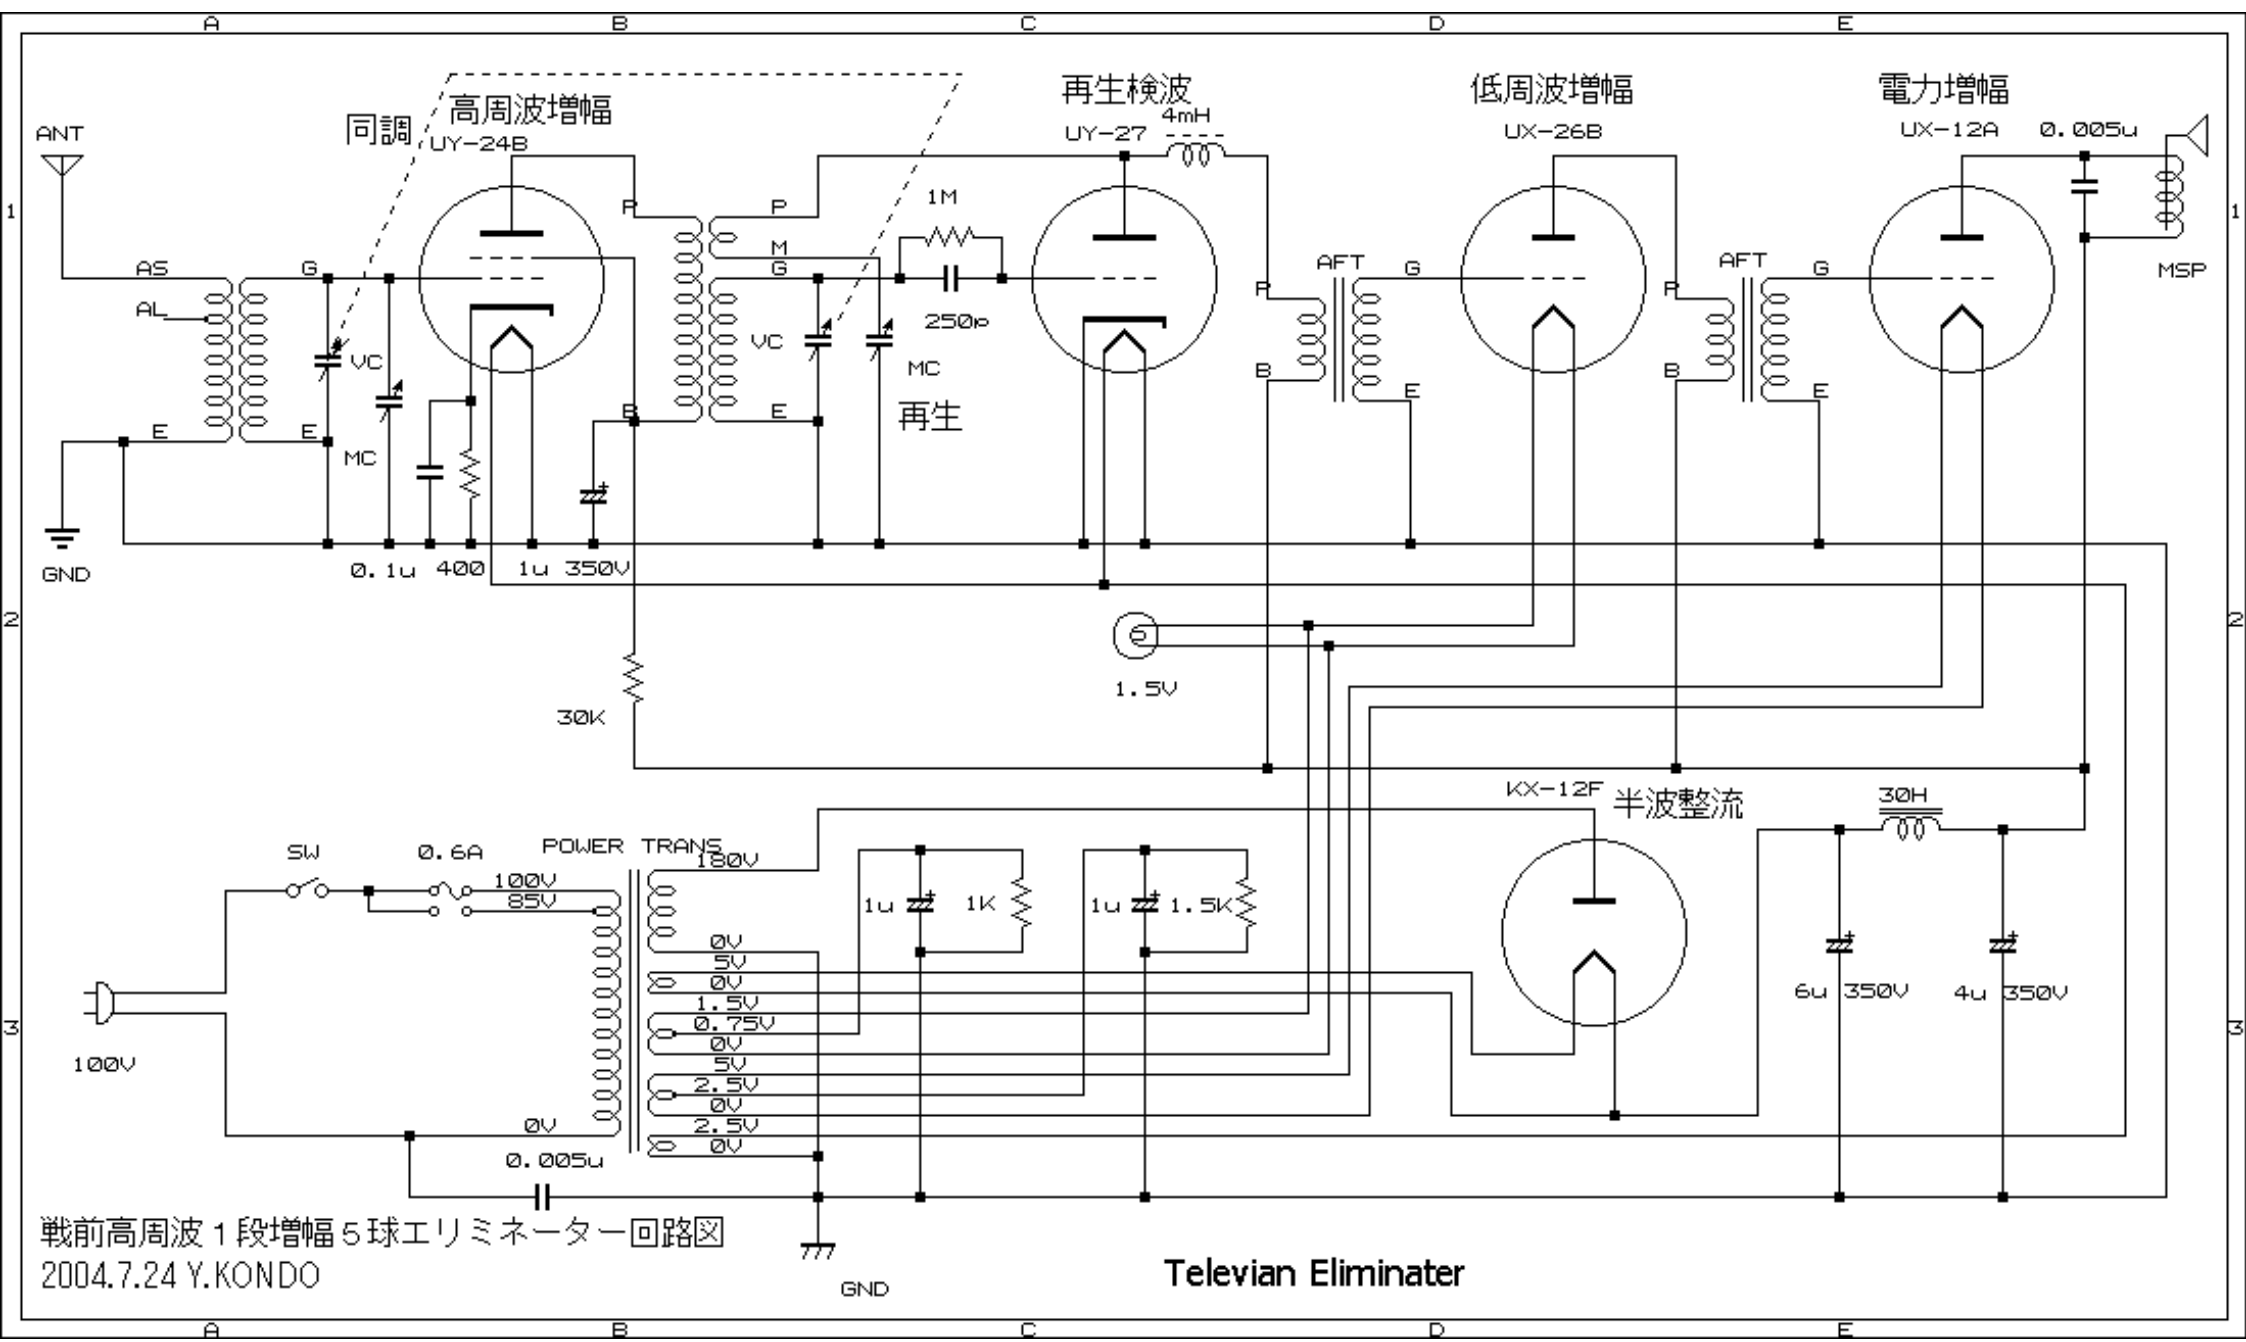 A B C D E
1
1
2
2
3
3
ANT
同調
高周波増幅
UY-24B
再生検波
UY-27
4mH
低周波増幅
UX-26B
電力増幅
UX-12A
0.005u
MSP
AS
AL
E
G
E
VC
MC
P
B
P
M
G
E
VC
MC
再生
1M
250p
P
B
AFT
G
E
P
B
AFT
G
E
GND
0.1u
400
1u 350V
1.5V
30K
KX-12F
半波整流
30H
SW
0.6A
POWER TRANS
100V
85V
0V
180V
0V
5V
0V
1.5V
0.75V
0V
5V
2.5V
0V
2.5V
0V
1u
1K
1u
1.5K
6u 350V
4u 350V
100V
0.005u
戦前高周波1段増幅5球エリミネーター回路図
2004.7.24 Y.KONDO
GND
Televian Eliminater
A B C D E